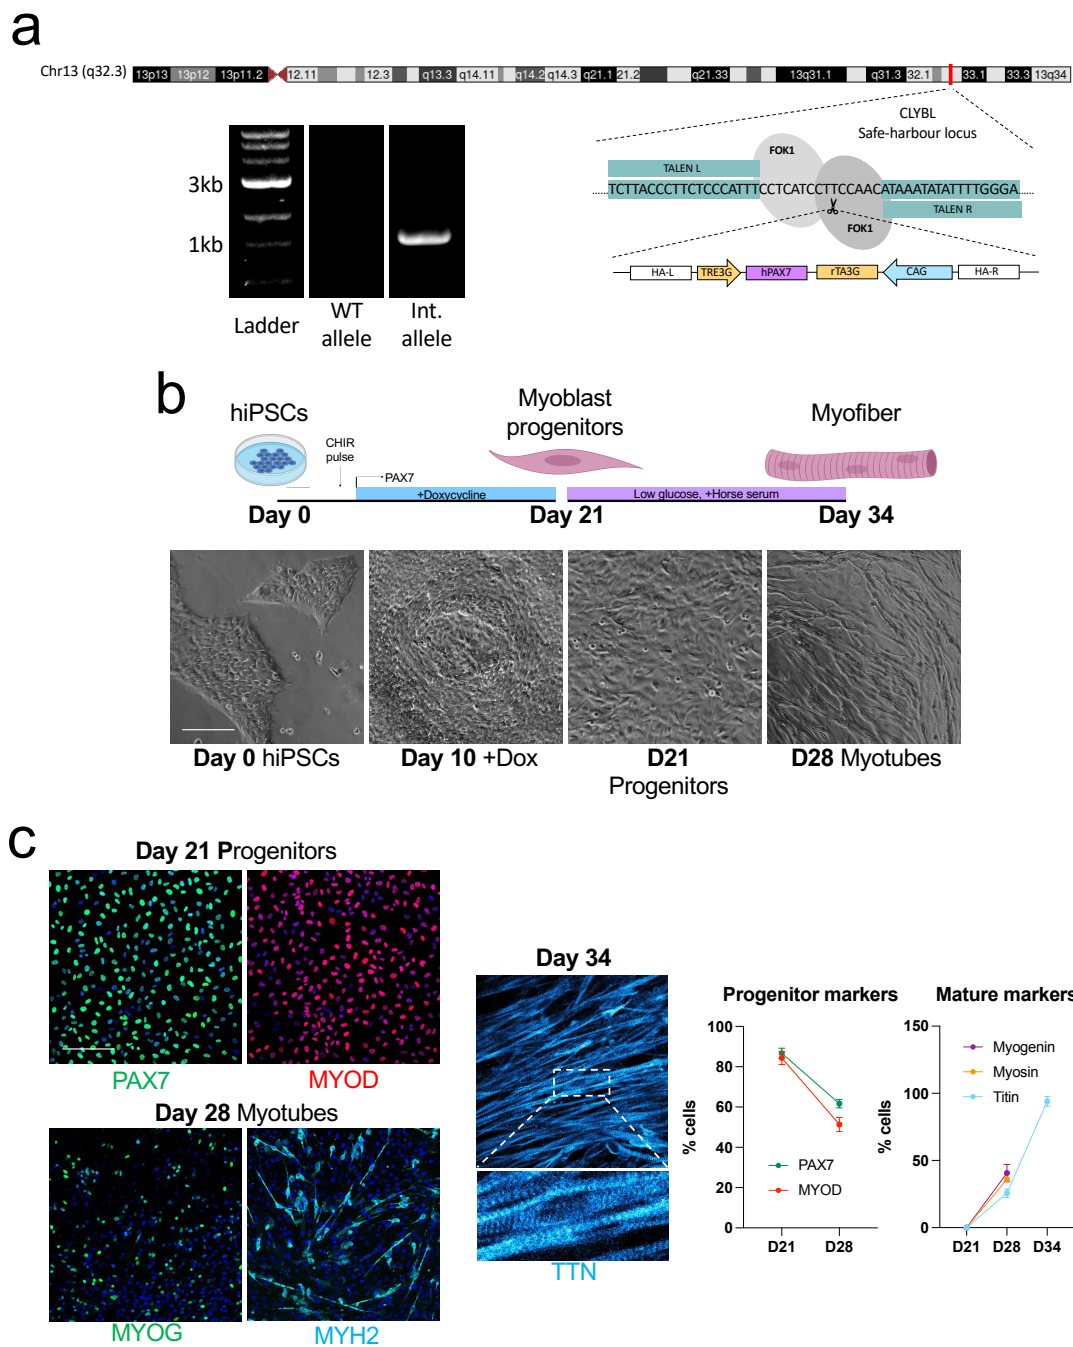 a
Chr13 (q32.3)
13p13 13p12 13p11.2 12.11 12.3 q13.3 q14.11 q14.2 q14.3 q21.1 21.2 q21.33 13q31.1 q31.3 32.1 33.1 33.3 13q34
CLYBL
Safe-harbour locus
FOK1
TALEN L
......TCTTACCCTTCTCCCATTTCCTCATCCTTCCAACATAAATATATTTTGGGA......
TALEN R
FOK1
HA-L TRE3G hPAX7 rTA3G CAG HA-R
3kb
1kb
Ladder
WT
allele
Int.
allele
b
hiPSCs
Myoblast
progenitors
Myofiber
CHIR
pulse
PAX7
+Doxycycline
Low glucose, +Horse serum
Day 0
Day 21
Day 34
Day 0 hiPSCs
Day 10 +Dox
D21
Progenitors
D28 Myotubes
c
Day 21 Progenitors
PAX7
MYOD
Day 28 Myotubes
MYOG
MYH2
Day 34
TTN
Progenitor markers
% cells
100
80
60
40
20
0
PAX7
MYOD
D21 D28
Mature markers
% cells
150
100
50
0
Myogenin
Myosin
Titin
D21 D28 D34